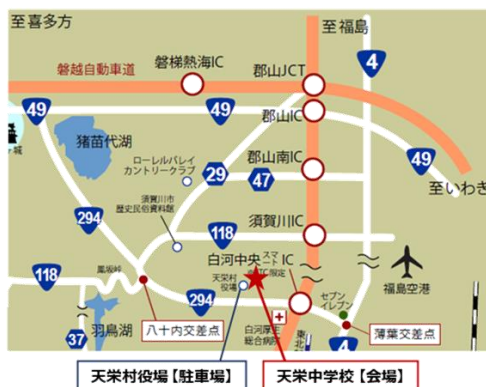 至喜多方
至福島
4
磐越自動車道
磐梯熱海IC
郡山JCT
49
49
郡山IC
猪苗代湖
ローレルバレイ
カントリークラブ
29
郡山南IC
47
49
至いわき
294
須賀川市
歴史民俗資料館
118
須賀川IC
118
鳳坂峠
白河中央
スマート
IC
天栄村
役場
294
福島空港
セブン
イレブン
羽鳥湖
八十内交差点
白河厚生
総合病院
薄葉交差点
37
東北
4
天栄村役場【駐車場】
天栄中学校【会場】